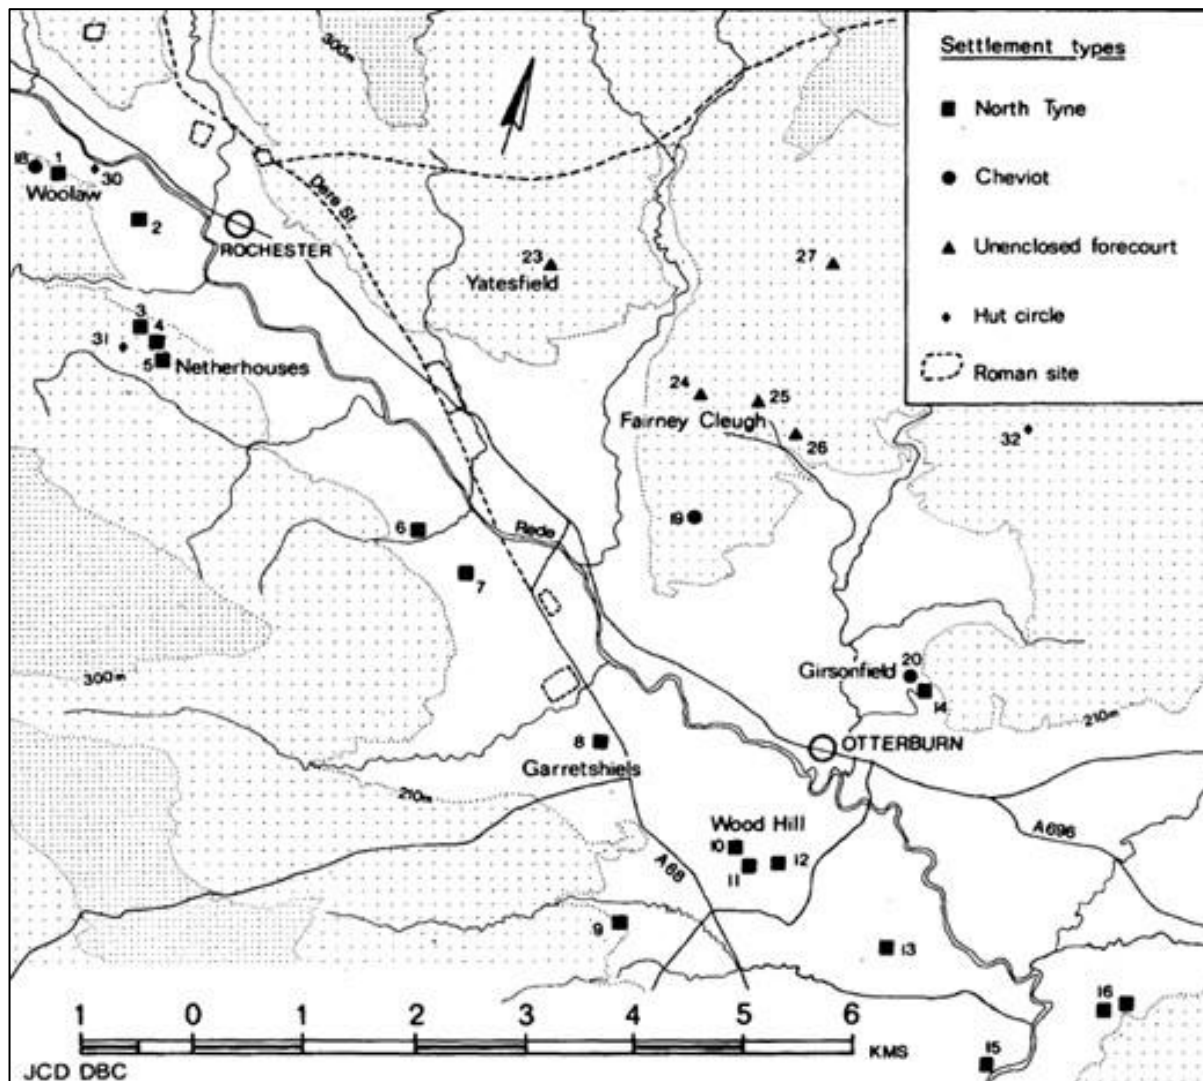 300m
Settlement types
North Tyne
Cheviot
Unenclosed forecourt
Hut circle
Roman site
18
1
30
Woollaw
2
ROCHESTER
Dere St.
23
Yatesfield
27
3
4
31
5
Netherhouses
24
25
Fairney Cleugh
26
32
6
Rede
19
7
300m
20
Girsonfield
14
210m
8
OTTERBURN
Garretshiels
210m
Wood Hill
A696
10
12
11
A68
9
13
16
15
1 0 1 2 3 4 5 6
KMS
JCD DBC